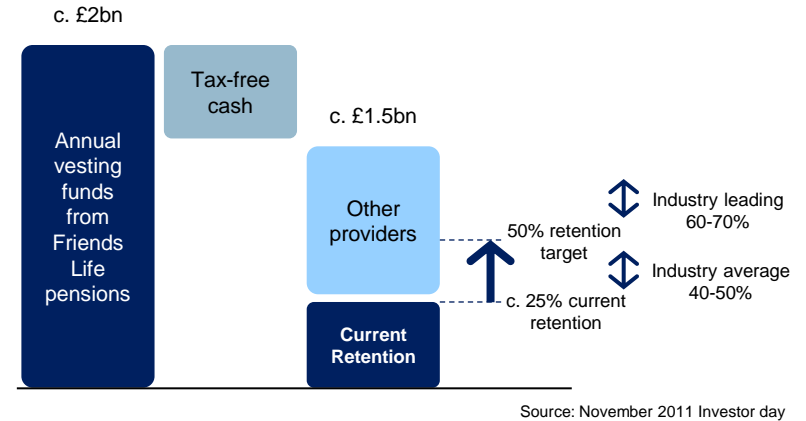 c. £2bn
Annual
vesting
funds
from
Friends
Life
pensions
Tax-free
cash
c. £1.5bn
Other
providers
Current
Retention
50% retention
target
c. 25% current
retention
Industry leading
60-70%
Industry average
40-50%
Source: November 2011 Investor day